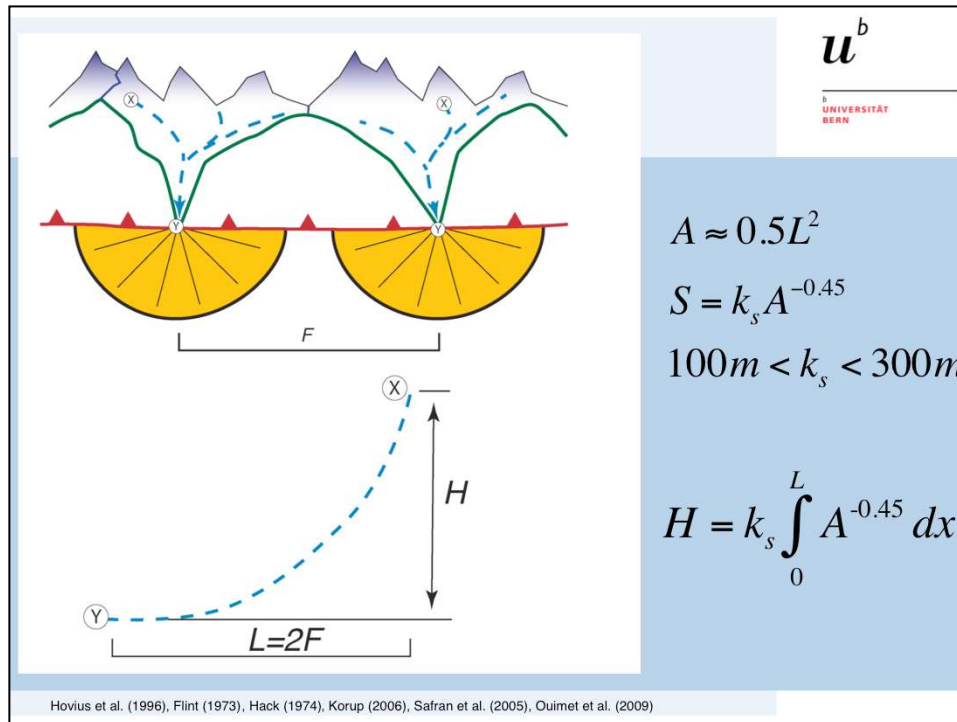 u^b
b
UNIVERSITÄT
BERN
X
X
Y
Y
F
A ≈ 0.5L²
S = k_s A^{-0.45}
100m < k_s < 300m
X
H
H = k_s ∫_0^L A^{-0.45} dx
Y
L=2F
Hovius et al. (1996), Flint (1973), Hack (1974), Korup (2006), Safran et al. (2005), Ouimet et al. (2009)